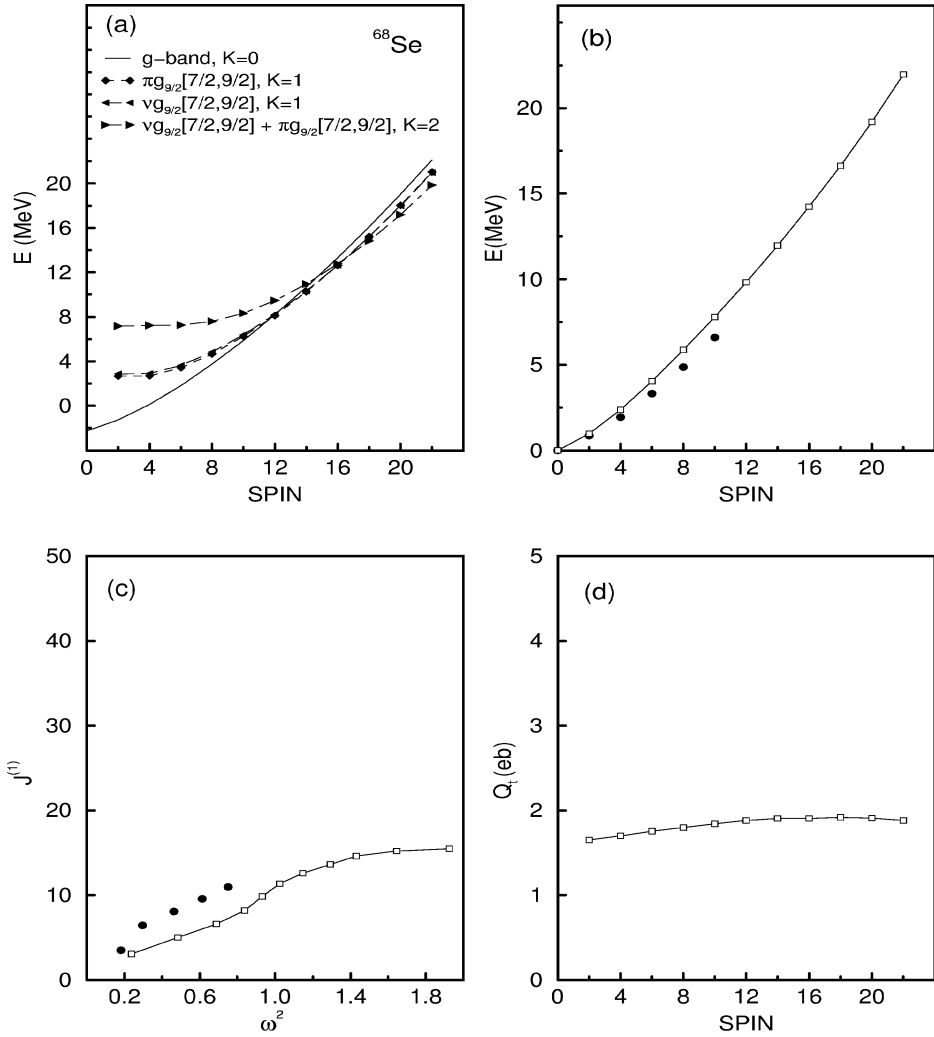 (a)
⁶⁸Se
g−band, K=0
πg₉/₂[7/2,9/2], K=1
νg₉/₂[7/2,9/2], K=1
νg₉/₂[7/2,9/2] + πg₉/₂[7/2,9/2], K=2
E (MeV)
20
16
12
8
4
0
0 4 8 12 16 20
SPIN
(b)
E(MeV)
20
15
10
5
0
0 4 8 12 16 20
SPIN
(c)
J⁽¹⁾
50
40
30
20
10
0
0.2 0.6 1.0 1.4 1.8
ω²
(d)
Qₜ (eb)
5
4
3
2
1
0
0 4 8 12 16 20
SPIN